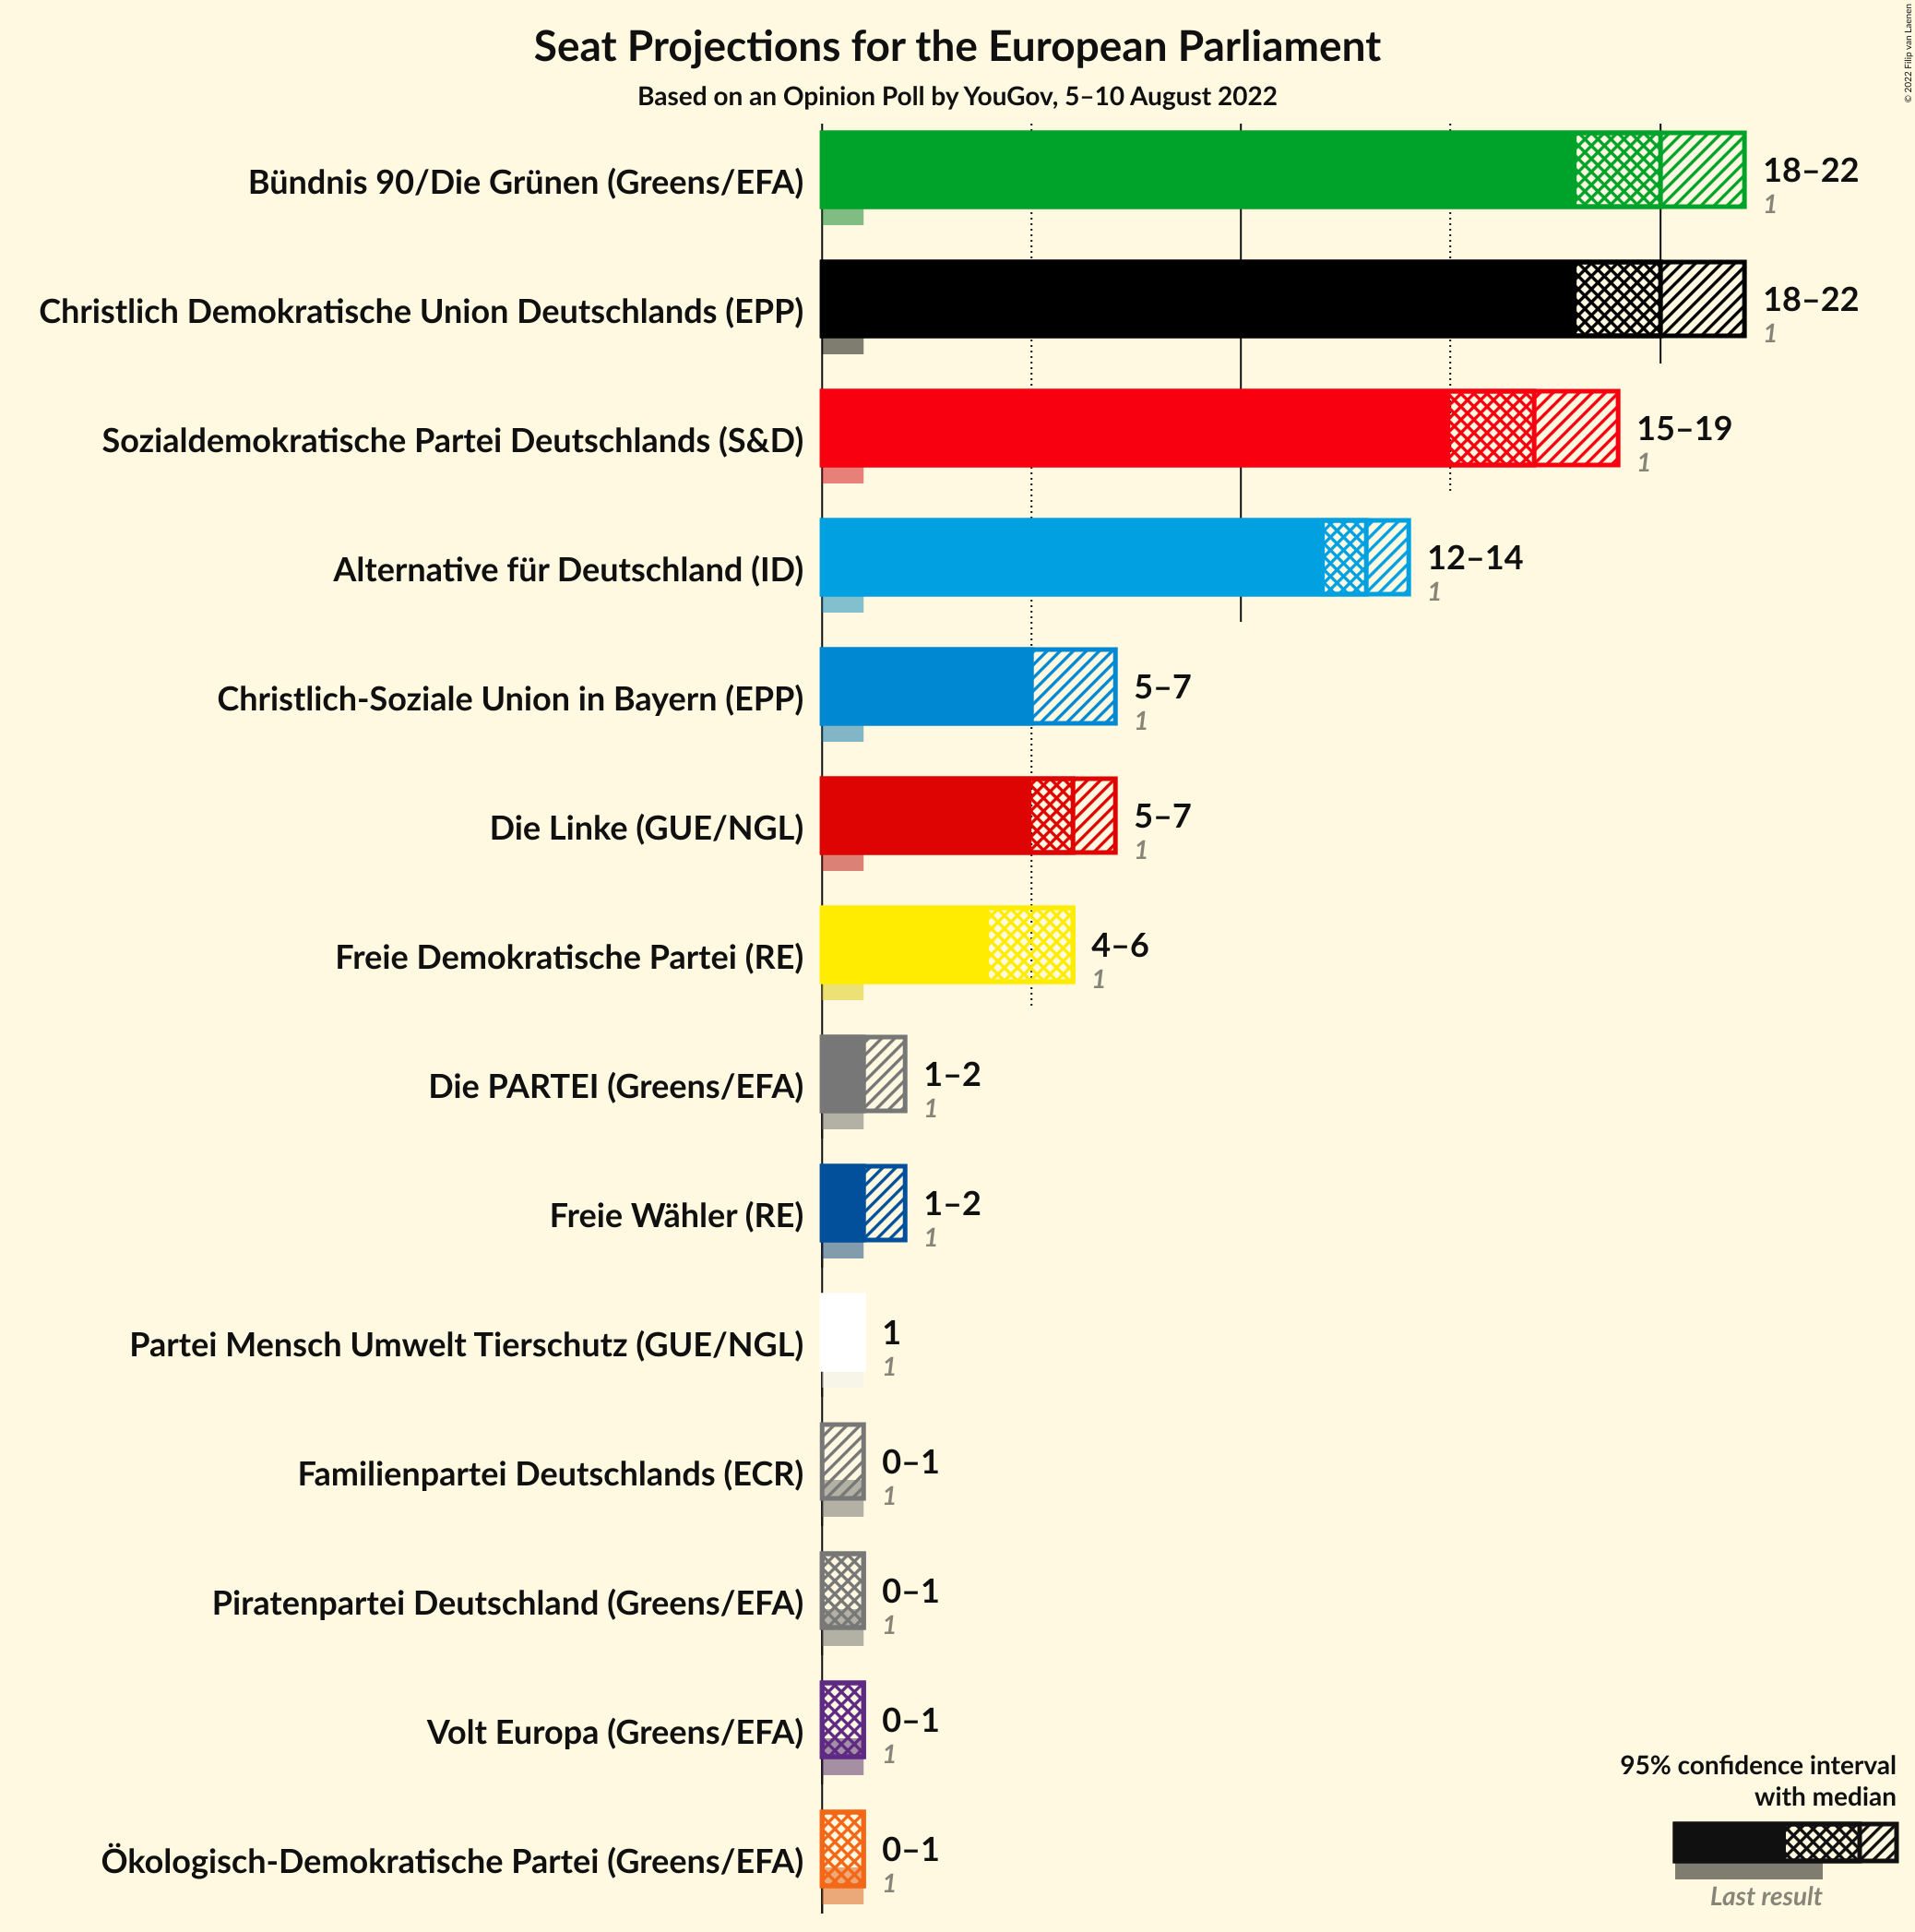 Seat Projections for the European Parliament
Based on an Opinion Poll by YouGov, 5–10 August 2022
© 2022 Filip van Laenen
Bündnis 90/Die Grünen (Greens/EFA)
18–22
1
Christlich Demokratische Union Deutschlands (EPP)
18–22
1
Sozialdemokratische Partei Deutschlands (S&D)
15–19
1
Alternative für Deutschland (ID)
12–14
1
Christlich-Soziale Union in Bayern (EPP)
5–7
1
Die Linke (GUE/NGL)
5–7
1
Freie Demokratische Partei (RE)
4–6
1
Die PARTEI (Greens/EFA)
1–2
1
Freie Wähler (RE)
1–2
1
Partei Mensch Umwelt Tierschutz (GUE/NGL)
1
1
Familienpartei Deutschlands (ECR)
0–1
1
Piratenpartei Deutschland (Greens/EFA)
0–1
1
Volt Europa (Greens/EFA)
0–1
1
Ökologisch-Demokratische Partei (Greens/EFA)
0–1
1
95% confidence interval
with median
Last result